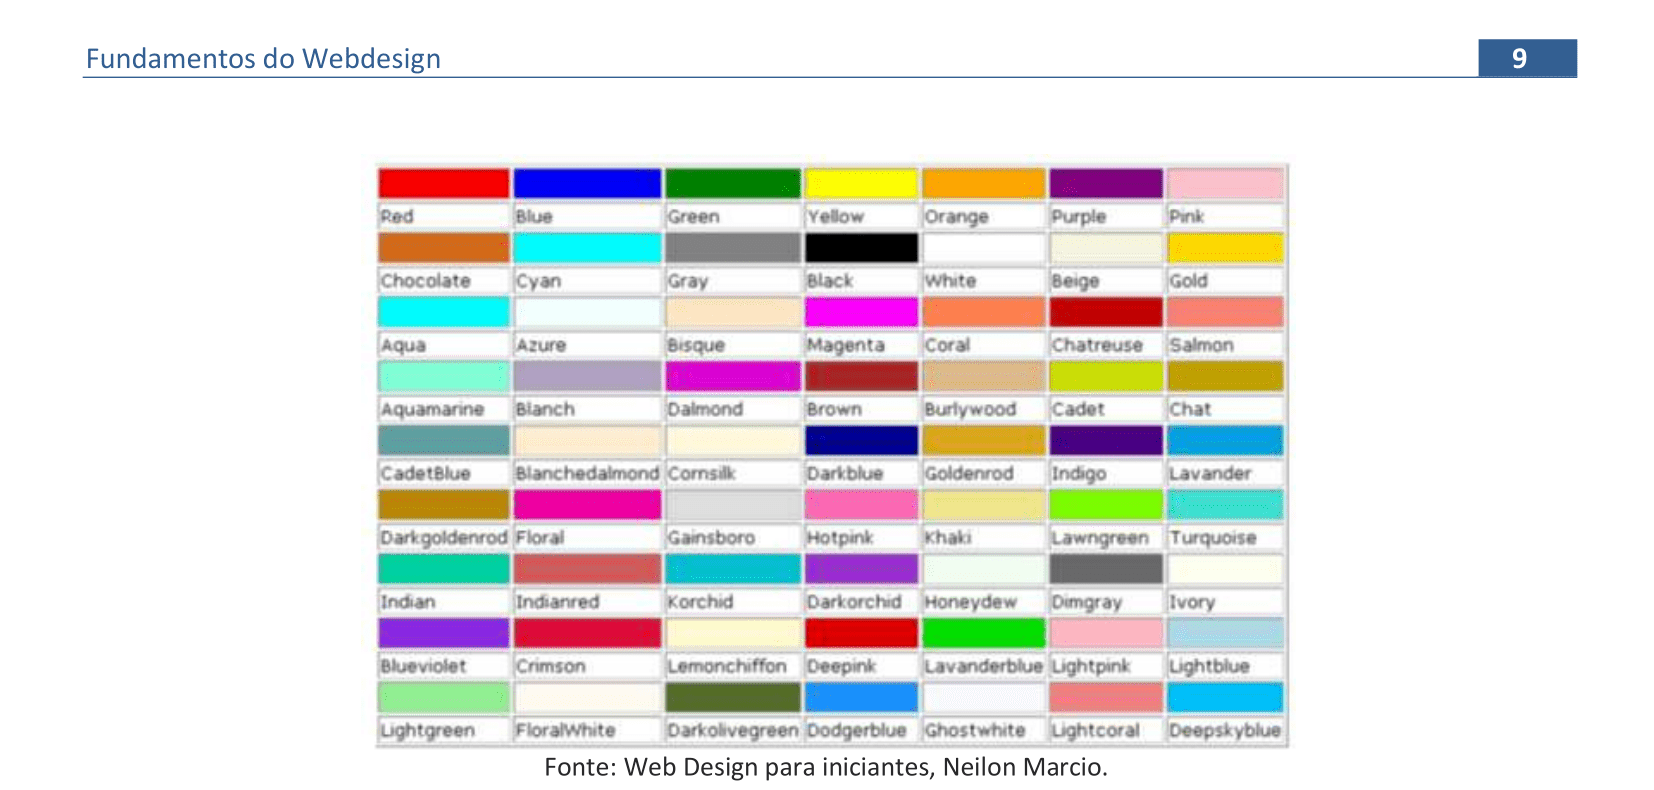 Fundamentos do Webdesign 9
Red Blue Green Yellow Orange Purple Pink
Chocolate Cyan Gray Black White Beige Gold
Aqua Azure Bisque Magenta Coral Chatreuse Salmon
Aquamarine Blanch Dalmond Brown Burlywood Cadet Chat
CadetBlue Blanchedalmond Cornsilk Darkblue Goldenrod Indigo Lavander
Darkgoldenrod Floral Gainsboro Hotpink Khaki Lawngreen Turquoise
Indian Indianred Korchid Darkorchid Honeydew Dimgray Ivory
Blueviolet Crimson Lemonchiffon Deepink Lavanderblue Lightpink Lightblue
Lightgreen FloralWhite Darkolivegreen Dodgerblue Ghostwhite Lightcoral Deepskyblue
Fonte: Web Design para iniciantes, Neilon Marcio.